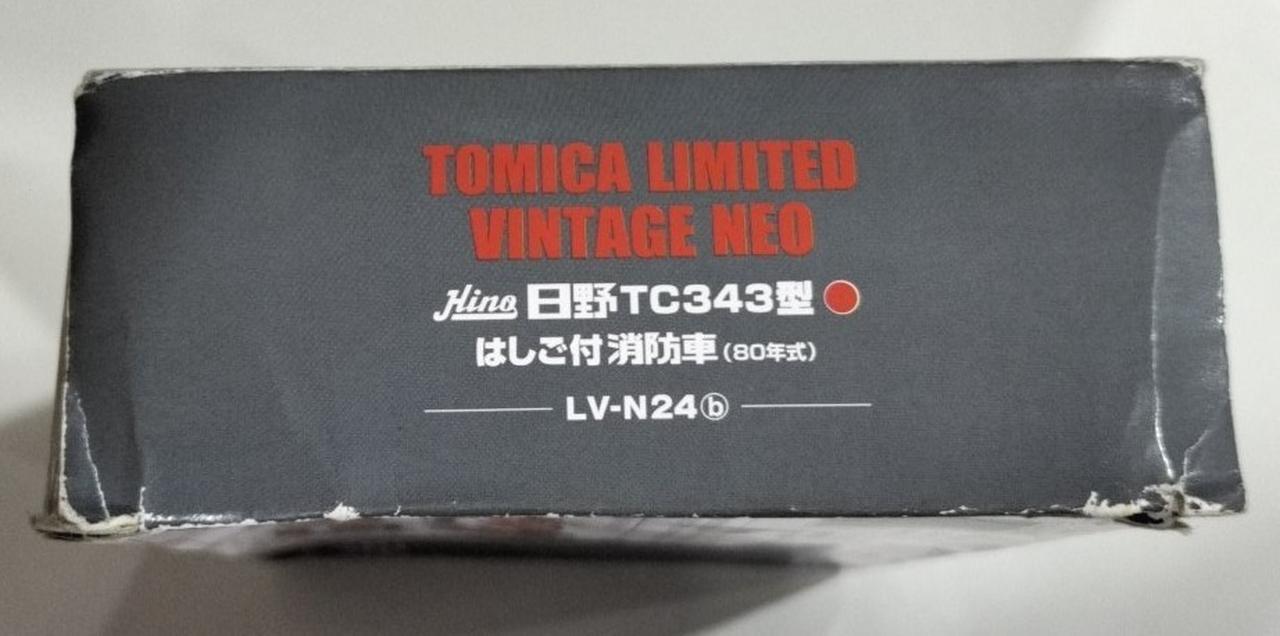 TOMICA LIMITED
VINTAGE NEO
Hino 日野TC343型
はしご付消防車(80年式)
LV-N24ⓑ